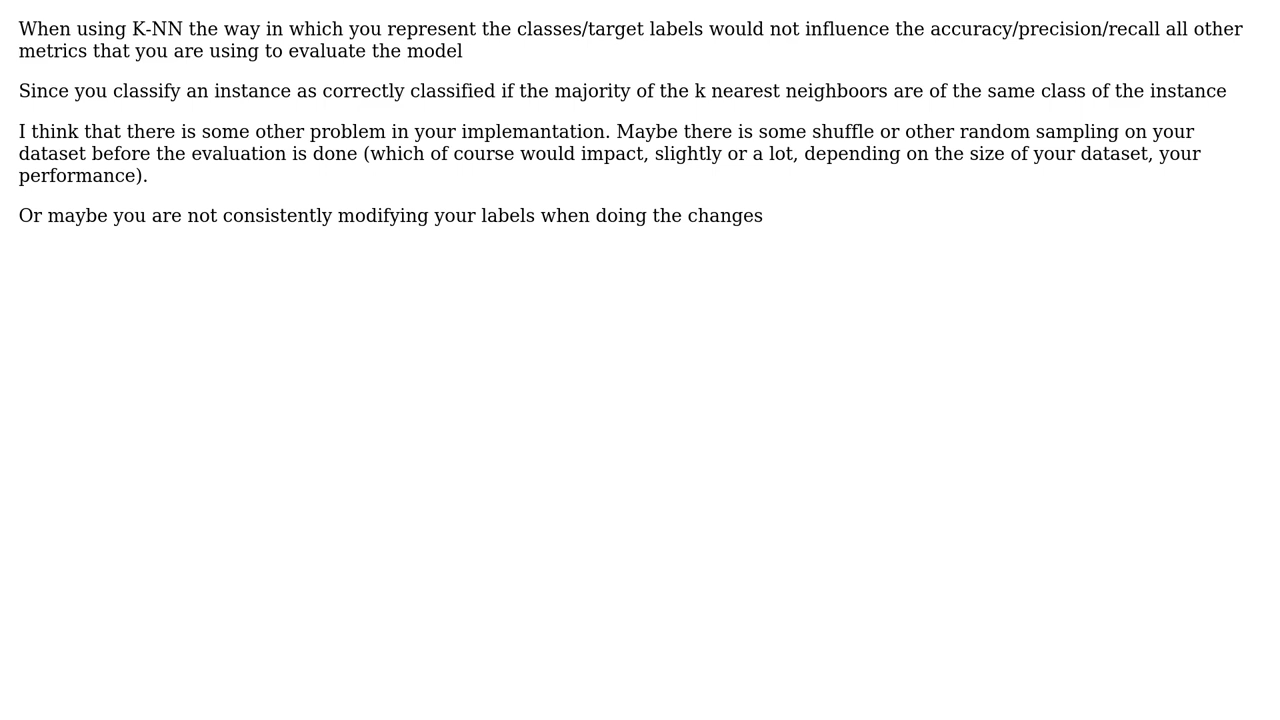 When using K-NN the way in which you represent the classes/target labels would not influence the accuracy/precision/recall all other
metrics that you are using to evaluate the model
Since you classify an instance as correctly classified if the majority of the k nearest neighboors are of the same class of the instance
I think that there is some other problem in your implemantation. Maybe there is some shuffle or other random sampling on your
dataset before the evaluation is done (which of course would impact, slightly or a lot, depending on the size of your dataset, your
performance).
Or maybe you are not consistently modifying your labels when doing the changes